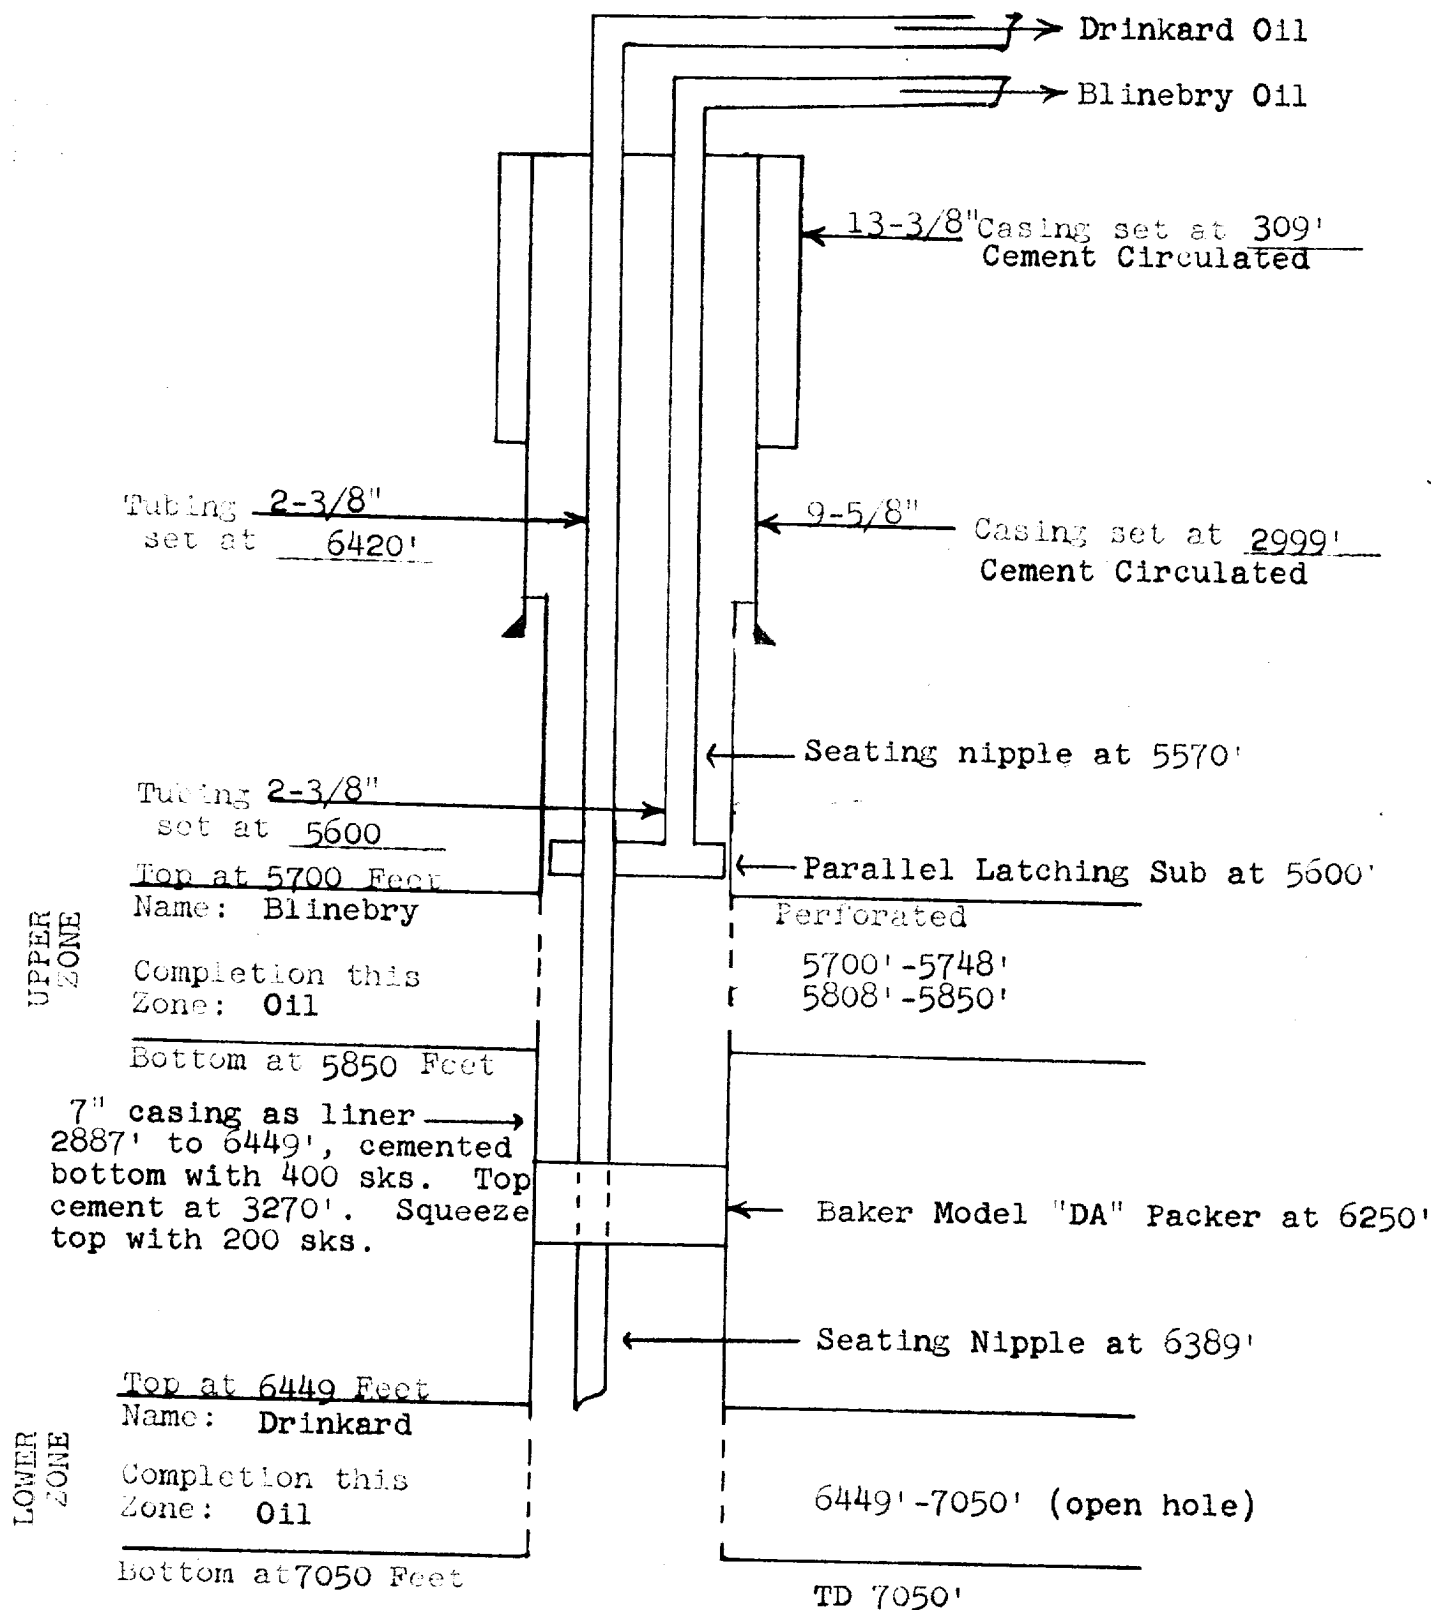 Drinkard Oil
Blinebry Oil
13-3/8" Casing set at 309'
Cement Circulated
Tubing 2-3/8"
set at 6420'
9-5/8" Casing set at 2999'
Cement Circulated
Seating nipple at 5570'
Tubing 2-3/8"
set at 5600
Parallel Latching Sub at 5600'
UPPER
ZONE
Top at 5700 Feet
Name: Blinebry
Perforated
Completion this
Zone: Oil
5700'-5748'
5808'-5850'
Bottom at 5850 Feet
7" casing as liner
2887' to 6449', cemented
bottom with 400 sks. Top
cement at 3270'. Squeeze
top with 200 sks.
Baker Model "DA" Packer at 6250'
Seating Nipple at 6389'
LOWER
ZONE
Top at 6449 Feet
Name: Drinkard
Completion this
Zone: Oil
6449'-7050' (open hole)
Bottom at 7050 Feet
TD 7050'